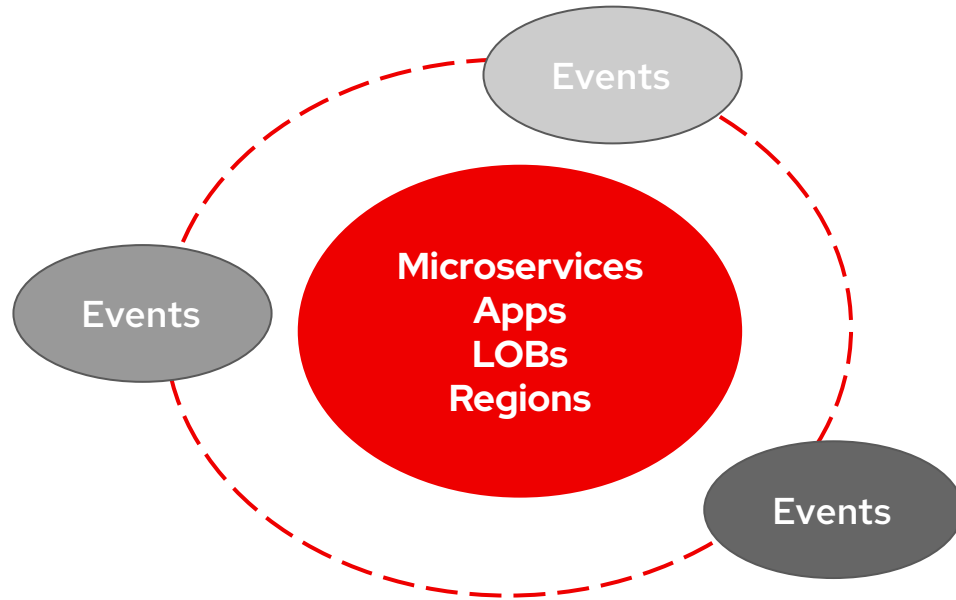 Events
Microservices
Apps
LOBs
Regions
Events
Events